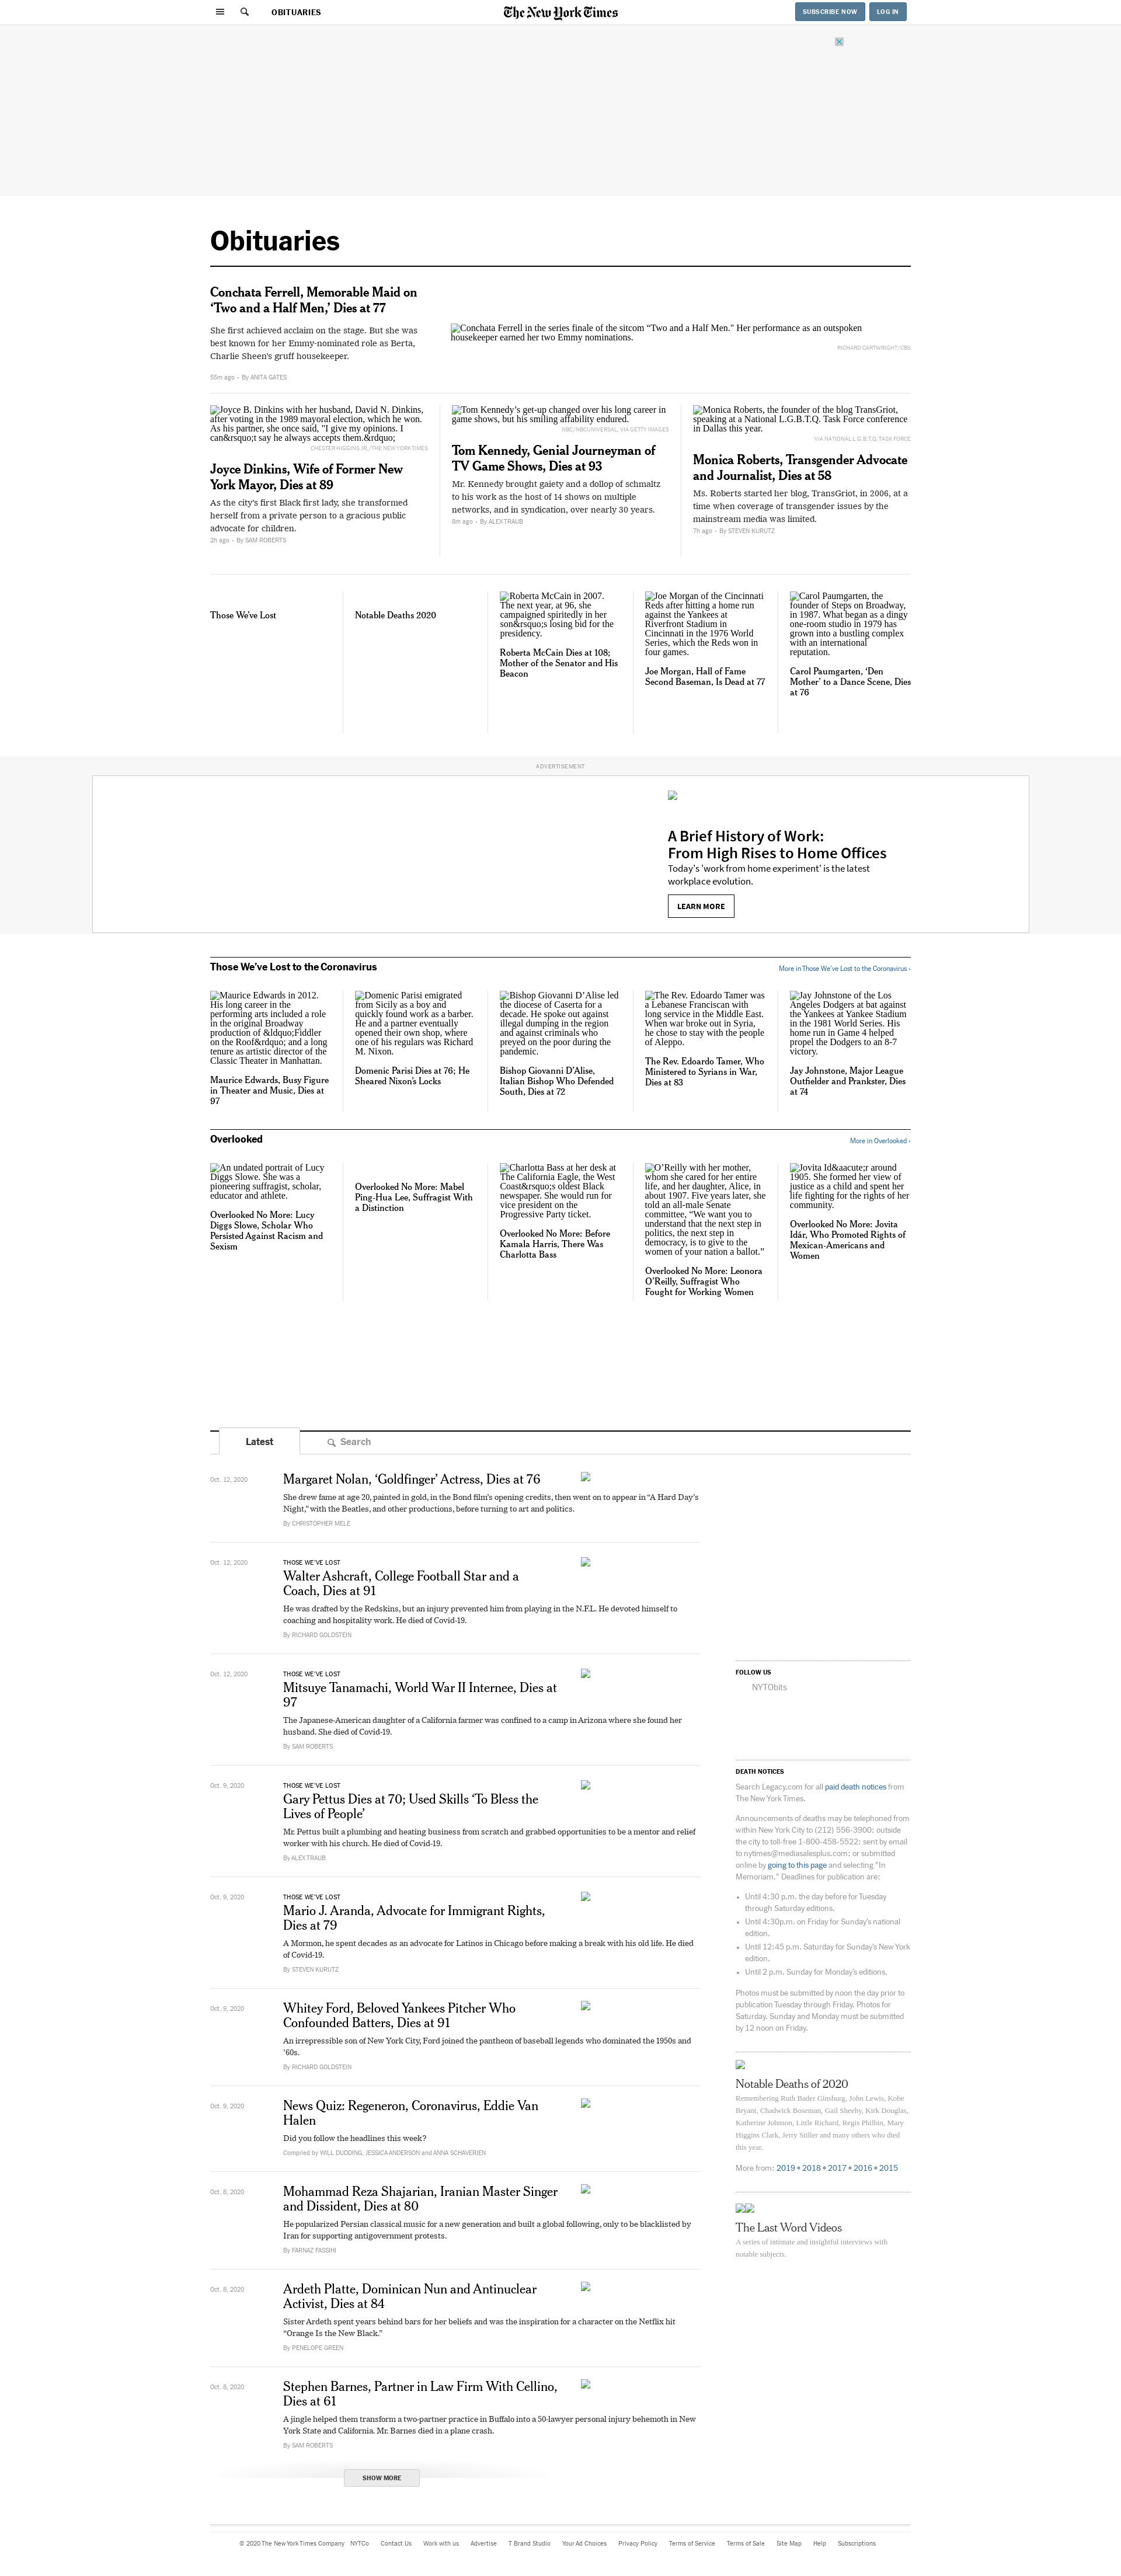 OBITUARIES
The New York Times
SUBSCRIBE NOW
LOG IN
Obituaries
Conchata Ferrell, Memorable Maid on
‘Two and a Half Men,’ Dies at 77
She first achieved acclaim on the stage. But she was
best known for her Emmy-nominated role as Berta,
Charlie Sheen’s gruff housekeeper.
55m ago - By ANITA GATES
Conchata Ferrell in the series finale of the sitcom “Two and a Half Men." Her performance as an outspoken
housekeeper earned her two Emmy nominations.
RICHARD CARTWRIGHT/CBS
Joyce B. Dinkins with her husband, David N. Dinkins,
after voting in the 1989 mayoral election, which he won.
As his partner, she once said, "I give my opinions. I
can&rsquo;t say he always accepts them.&rdquo;
CHESTER HIGGINS JR./THE NEW YORK TIMES
Joyce Dinkins, Wife of Former New
York Mayor, Dies at 89
As the city’s first Black first lady, she transformed
herself from a private person to a gracious public
advocate for children.
2h ago - By SAM ROBERTS
Tom Kennedy’s get-up changed over his long career in
game shows, but his smiling affability endured.
NBC/NBCUNIVERSAL, VIA GETTY IMAGES
Tom Kennedy, Genial Journeyman of
TV Game Shows, Dies at 93
Mr. Kennedy brought gaiety and a dollop of schmaltz
to his work as the host of 14 shows on multiple
networks, and in syndication, over nearly 30 years.
8m ago - By ALEX TRAUB
Monica Roberts, the founder of the blog TransGriot,
speaking at a National L.G.B.T.Q. Task Force conference
in Dallas this year.
VIA NATIONAL L.G.B.T.Q. TASK FORCE
Monica Roberts, Transgender Advocate
and Journalist, Dies at 58
Ms. Roberts started her blog, TransGriot, in 2006, at a
time when coverage of transgender issues by the
mainstream media was limited.
7h ago - By STEVEN KURUTZ
Those We’ve Lost
Notable Deaths 2020
Roberta McCain in 2007.
The next year, at 96, she
campaigned spiritedly in her
son&rsquo;s losing bid for the
presidency.
Roberta McCain Dies at 108;
Mother of the Senator and His
Beacon
Joe Morgan of the Cincinnati
Reds after hitting a home run
against the Yankees at
Riverfront Stadium in
Cincinnati in the 1976 World
Series, which the Reds won in
four games.
Joe Morgan, Hall of Fame
Second Baseman, Is Dead at 77
Carol Paumgarten, the
founder of Steps on Broadway,
in 1987. What began as a dingy
one-room studio in 1979 has
grown into a bustling complex
with an international
reputation.
Carol Paumgarten, ‘Den
Mother’ to a Dance Scene, Dies
at 76
ADVERTISEMENT
A Brief History of Work:
From High Rises to Home Offices
Today's 'work from home experiment' is the latest
workplace evolution.
LEARN MORE
Those We’ve Lost to the Coronavirus
More in Those We’ve Lost to the Coronavirus ›
Maurice Edwards in 2012.
His long career in the
performing arts included a role
in the original Broadway
production of &ldquo;Fiddler
on the Roof&rdquo; and a long
tenure as artistic director of the
Classic Theater in Manhattan.
Maurice Edwards, Busy Figure
in Theater and Music, Dies at
97
Domenic Parisi emigrated
from Sicily as a boy and
quickly found work as a barber.
He and a partner eventually
opened their own shop, where
one of his regulars was Richard
M. Nixon.
Domenic Parisi Dies at 76; He
Sheared Nixon’s Locks
Bishop Giovanni D’Alise led
the diocese of Caserta for a
decade. He spoke out against
illegal dumping in the region
and against criminals who
preyed on the poor during the
pandemic.
Bishop Giovanni D’Alise,
Italian Bishop Who Defended
South, Dies at 72
The Rev. Edoardo Tamer was
a Lebanese Franciscan with
long service in the Middle East.
When war broke out in Syria,
he chose to stay with the people
of Aleppo.
The Rev. Edoardo Tamer, Who
Ministered to Syrians in War,
Dies at 83
Jay Johnstone of the Los
Angeles Dodgers at bat against
the Yankees at Yankee Stadium
in the 1981 World Series. His
home run in Game 4 helped
propel the Dodgers to an 8-7
victory.
Jay Johnstone, Major League
Outfielder and Prankster, Dies
at 74
Overlooked
More in Overlooked ›
An undated portrait of Lucy
Diggs Slowe. She was a
pioneering suffragist, scholar,
educator and athlete.
Overlooked No More: Lucy
Diggs Slowe, Scholar Who
Persisted Against Racism and
Sexism
Overlooked No More: Mabel
Ping-Hua Lee, Suffragist With
a Distinction
Charlotta Bass at her desk at
The California Eagle, the West
Coast&rsquo;s oldest Black
newspaper. She would run for
vice president on the
Progressive Party ticket.
Overlooked No More: Before
Kamala Harris, There Was
Charlotta Bass
O’Reilly with her mother,
whom she cared for her entire
life, and her daughter, Alice, in
about 1907. Five years later, she
told an all-male Senate
committee, “We want you to
understand that the next step in
politics, the next step in
democracy, is to give to the
women of your nation a ballot."
Overlooked No More: Leonora
O’Reilly, Suffragist Who
Fought for Working Women
Jovita Id&aacute;r around
1905. She formed her view of
justice as a child and spent her
life fighting for the rights of her
community.
Overlooked No More: Jovita
Idár, Who Promoted Rights of
Mexican-Americans and
Women
Latest
Search
Oct. 12, 2020
Margaret Nolan, ‘Goldfinger’ Actress, Dies at 76
She drew fame at age 20, painted in gold, in the Bond film’s opening credits, then went on to appear in “A Hard Day’s
Night,” with the Beatles, and other productions, before turning to art and politics.
By CHRISTOPHER MELE
Oct. 12, 2020
THOSE WE’VE LOST
Walter Ashcraft, College Football Star and a
Coach, Dies at 91
He was drafted by the Redskins, but an injury prevented him from playing in the N.F.L. He devoted himself to
coaching and hospitality work. He died of Covid-19.
By RICHARD GOLDSTEIN
Oct. 12, 2020
THOSE WE’VE LOST
Mitsuye Tanamachi, World War II Internee, Dies at
97
The Japanese-American daughter of a California farmer was confined to a camp in Arizona where she found her
husband. She died of Covid-19.
By SAM ROBERTS
Oct. 9, 2020
THOSE WE’VE LOST
Gary Pettus Dies at 70; Used Skills ‘To Bless the
Lives of People’
Mr. Pettus built a plumbing and heating business from scratch and grabbed opportunities to be a mentor and relief
worker with his church. He died of Covid-19.
By ALEX TRAUB
Oct. 9, 2020
THOSE WE’VE LOST
Mario J. Aranda, Advocate for Immigrant Rights,
Dies at 79
A Mormon, he spent decades as an advocate for Latinos in Chicago before making a break with his old life. He died
of Covid-19.
By STEVEN KURUTZ
Oct. 9, 2020
Whitey Ford, Beloved Yankees Pitcher Who
Confounded Batters, Dies at 91
An irrepressible son of New York City, Ford joined the pantheon of baseball legends who dominated the 1950s and
’60s.
By RICHARD GOLDSTEIN
Oct. 9, 2020
News Quiz: Regeneron, Coronavirus, Eddie Van
Halen
Did you follow the headlines this week?
Compiled by WILL DUDDING, JESSICA ANDERSON and ANNA SCHAVERIEN
Oct. 8, 2020
Mohammad Reza Shajarian, Iranian Master Singer
and Dissident, Dies at 80
He popularized Persian classical music for a new generation and built a global following, only to be blacklisted by
Iran for supporting antigovernment protests.
By FARNAZ FASSIHI
Oct. 8, 2020
Ardeth Platte, Dominican Nun and Antinuclear
Activist, Dies at 84
Sister Ardeth spent years behind bars for her beliefs and was the inspiration for a character on the Netflix hit
“Orange Is the New Black.”
By PENELOPE GREEN
Oct. 8, 2020
Stephen Barnes, Partner in Law Firm With Cellino,
Dies at 61
A jingle helped them transform a two-partner practice in Buffalo into a 50-lawyer personal injury behemoth in New
York State and California. Mr. Barnes died in a plane crash.
By SAM ROBERTS
SHOW MORE
FOLLOW US
NYTObits
DEATH NOTICES
Search Legacy.com for all paid death notices from
The New York Times.
Announcements of deaths may be telephoned from
within New York City to (212) 556-3900; outside
the city to toll-free 1-800-458-5522; sent by email
to nytimes@mediasalesplus.com; or submitted
online by going to this page and selecting "In
Memoriam." Deadlines for publication are:
• Until 4:30 p.m. the day before for Tuesday
through Saturday editions.
• Until 4:30p.m. on Friday for Sunday’s national
edition.
• Until 12:45 p.m. Saturday for Sunday’s New York
edition.
• Until 2 p.m. Sunday for Monday’s editions.
Photos must be submitted by noon the day prior to
publication Tuesday through Friday. Photos for
Saturday, Sunday and Monday must be submitted
by 12 noon on Friday.
Notable Deaths of 2020
Remembering Ruth Bader Ginsburg, John Lewis, Kobe
Bryant, Chadwick Boseman, Gail Sheehy, Kirk Douglas,
Katherine Johnson, Little Richard, Regis Philbin, Mary
Higgins Clark, Jerry Stiller and many others who died
this year.
More from: 2019 • 2018 • 2017 • 2016 • 2015
The Last Word Videos
A series of intimate and insightful interviews with
notable subjects.
© 2020 The New York Times Company NYTCo Contact Us Work with us Advertise T Brand Studio Your Ad Choices Privacy Policy Terms of Service Terms of Sale Site Map Help Subscriptions